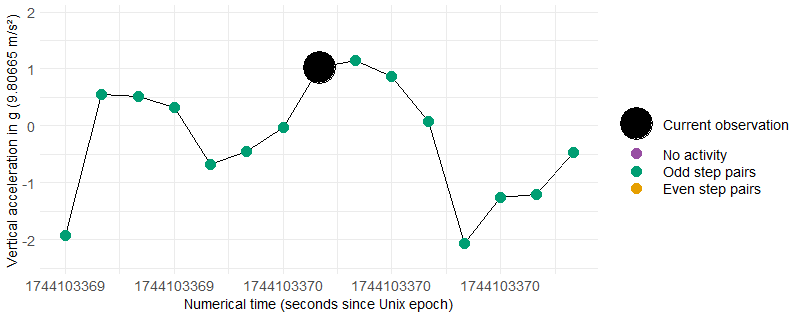 Vertical acceleration in g (9.80665 m/s²)
2
1
0
-1
-2
1744103369
1744103369
1744103370
1744103370
1744103370
Numerical time (seconds since Unix epoch)
Current observation
No activity
Odd step pairs
Even step pairs